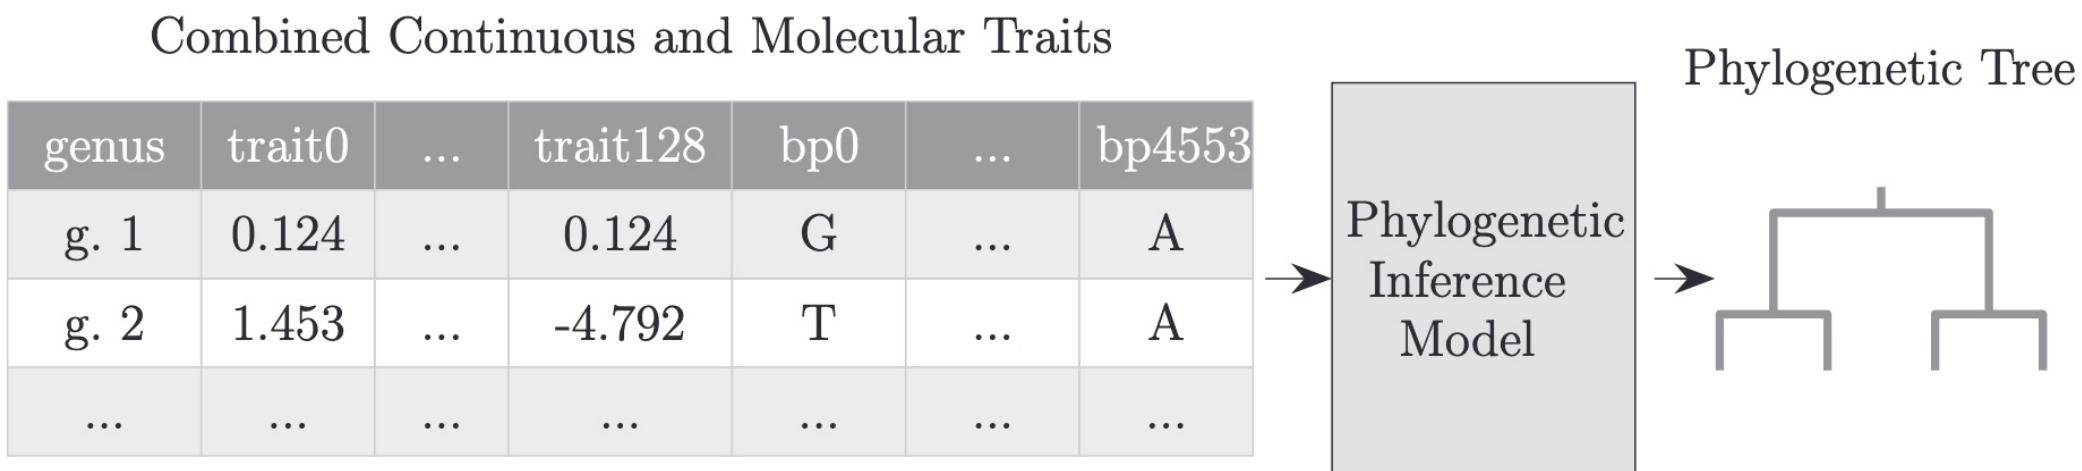 Combined Continuous and Molecular Traits
Phylogenetic Tree
genus trait0 ... trait128 bp0 ... bp4553
g. 1 0.124 ... 0.124 G ... A
g. 2 1.453 ... -4.792 T ... A
... ... ... ... ... ... ...
Phylogenetic
Inference
Model